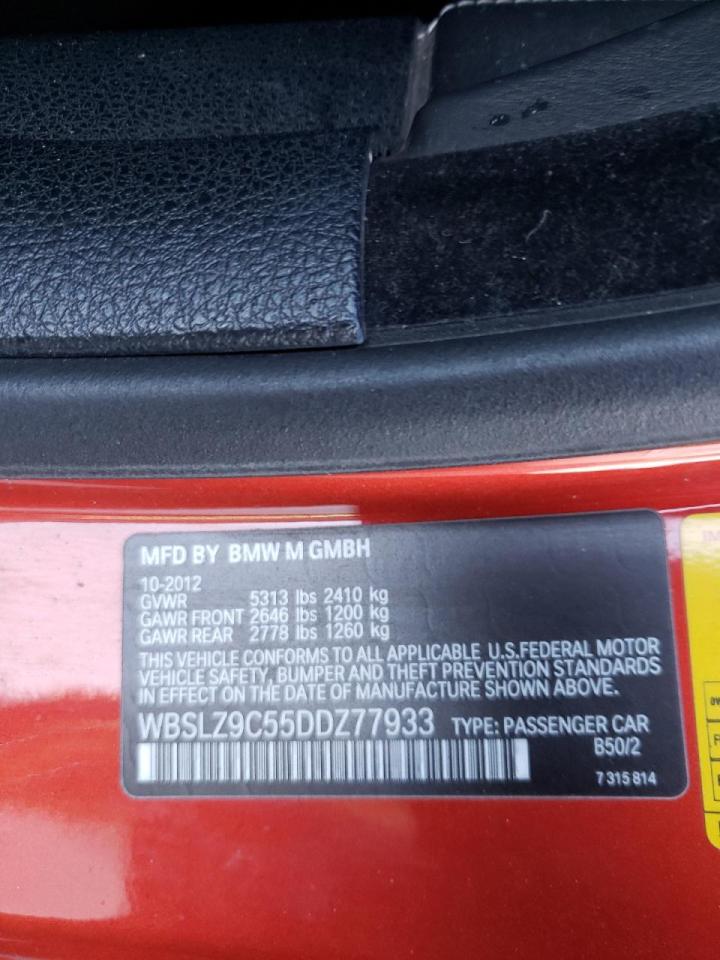 MFD BY BMW M GMBH
10-2012
GVWR 5313 lbs 2410 kg
GAWR FRONT 2646 lbs 1200 kg
GAWR REAR 2778 lbs 1260 kg
THIS VEHICLE CONFORMS TO ALL APPLICABLE U.S.FEDERAL MOTOR
VEHICLE SAFETY, BUMPER AND THEFT PREVENTION STANDARDS
IN EFFECT ON THE DATE OF MANUFACTURE SHOWN ABOVE.
WBSLZ9C55DDZ77933 TYPE: PASSENGER CAR
B50/2
7 315 814